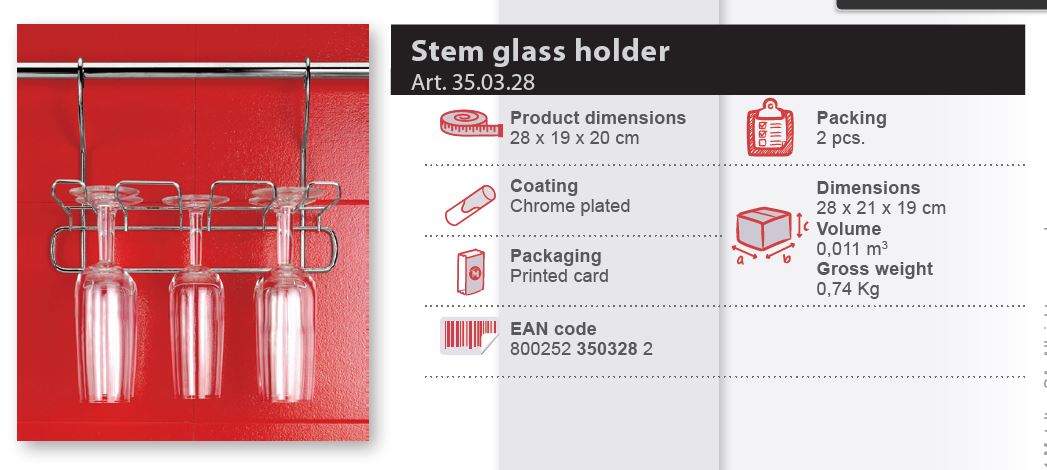 Stem glass holder
Art. 35.03.28
Product dimensions
28 x 19 x 20 cm
Coating
Chrome plated
Packaging
Printed card
EAN code
800252 350328 2
Packing
2 pcs.
Dimensions
28 x 21 x 19 cm
Volume
0,011 m³
Gross weight
0,74 Kg
a
b
c